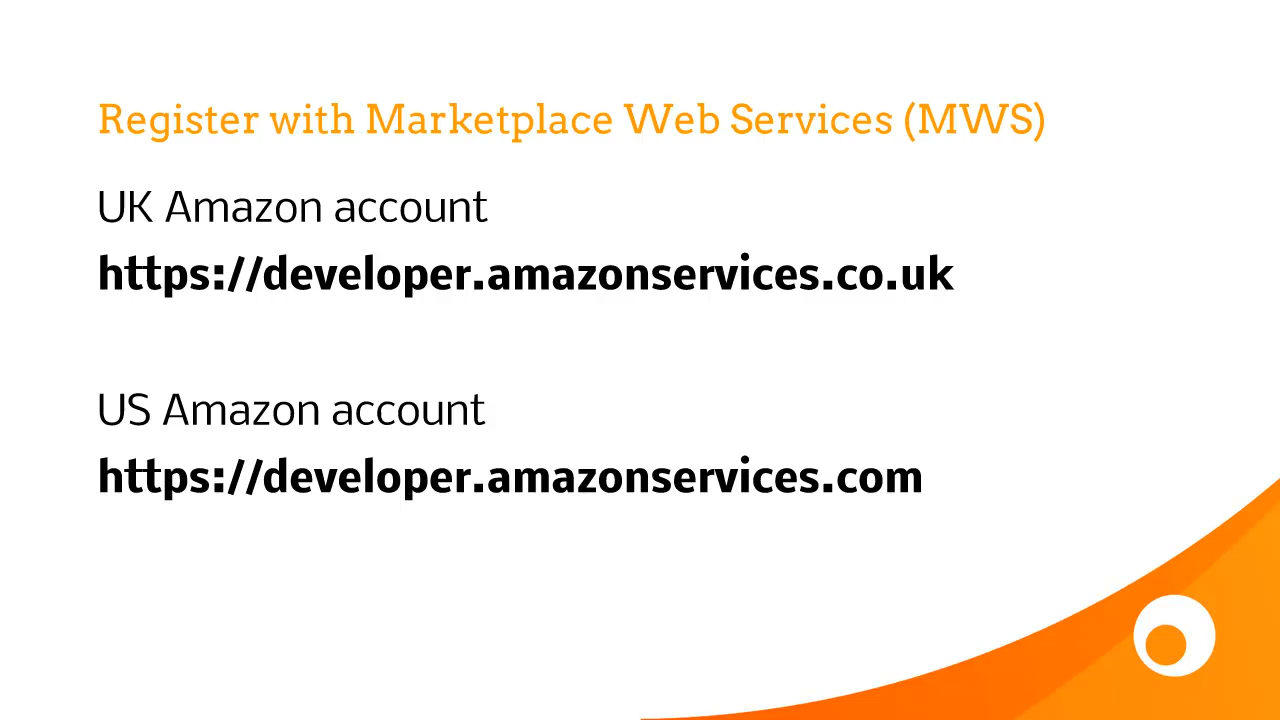 Register with Marketplace Web Services (MWS)
UK Amazon account
https://developer.amazonservices.co.uk
US Amazon account
https://developer.amazonservices.com